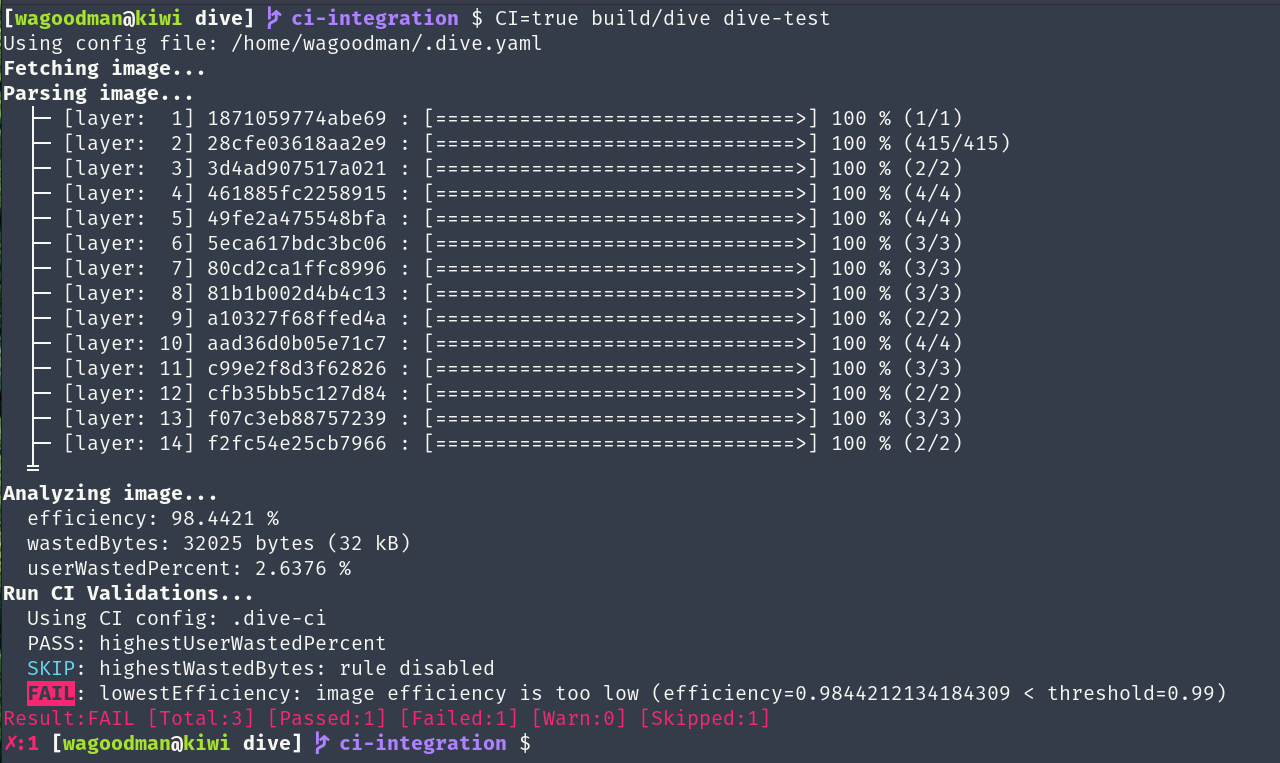 [wagoodman@kiwi dive] ci-integration $ CI=true build/dive dive-test
Using config file: /home/wagoodman/.dive.yaml
Fetching image...
Parsing image...
├─ [layer:  1] 1871059774abe69 : [==============================>] 100 % (1/1)
├─ [layer:  2] 28cfe03618aa2e9 : [==============================>] 100 % (415/415)
├─ [layer:  3] 3d4ad907517a021 : [==============================>] 100 % (2/2)
├─ [layer:  4] 461885fc2258915 : [==============================>] 100 % (4/4)
├─ [layer:  5] 49fe2a475548bfa : [==============================>] 100 % (4/4)
├─ [layer:  6] 5eca617bdc3bc06 : [==============================>] 100 % (3/3)
├─ [layer:  7] 80cd2ca1ffc8996 : [==============================>] 100 % (3/3)
├─ [layer:  8] 81b1b002d4b4c13 : [==============================>] 100 % (3/3)
├─ [layer:  9] a10327f68ffed4a : [==============================>] 100 % (2/2)
├─ [layer: 10] aad36d0b05e71c7 : [==============================>] 100 % (4/4)
├─ [layer: 11] c99e2f8d3f62826 : [==============================>] 100 % (3/3)
├─ [layer: 12] cfb35bb5c127d84 : [==============================>] 100 % (2/2)
├─ [layer: 13] f07c3eb88757239 : [==============================>] 100 % (3/3)
├─ [layer: 14] f2fc54e25cb7966 : [==============================>] 100 % (2/2)
╧
Analyzing image...
efficiency: 98.4421 %
wastedBytes: 32025 bytes (32 kB)
userWastedPercent: 2.6376 %
Run CI Validations...
Using CI config: .dive-ci
PASS: highestUserWastedPercent
SKIP: highestWastedBytes: rule disabled
FAIL: lowestEfficiency: image efficiency is too low (efficiency=0.9844212134184309 < threshold=0.99)
Result:FAIL [Total:3] [Passed:1] [Failed:1] [Warn:0] [Skipped:1]
✗:1 [wagoodman@kiwi dive] ci-integration $